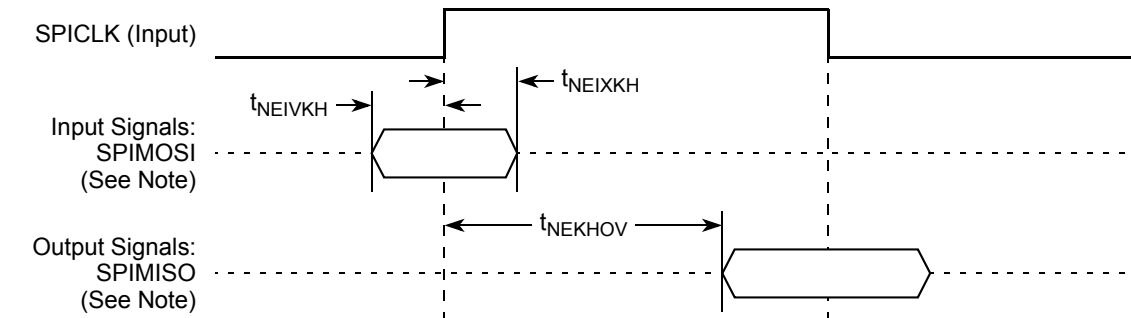 SPICLK (Input)
tNEIXKH
tNEIVKH
Input Signals:
SPIMOSI
(See Note)
tNEKHOV
Output Signals:
SPIMISO
(See Note)